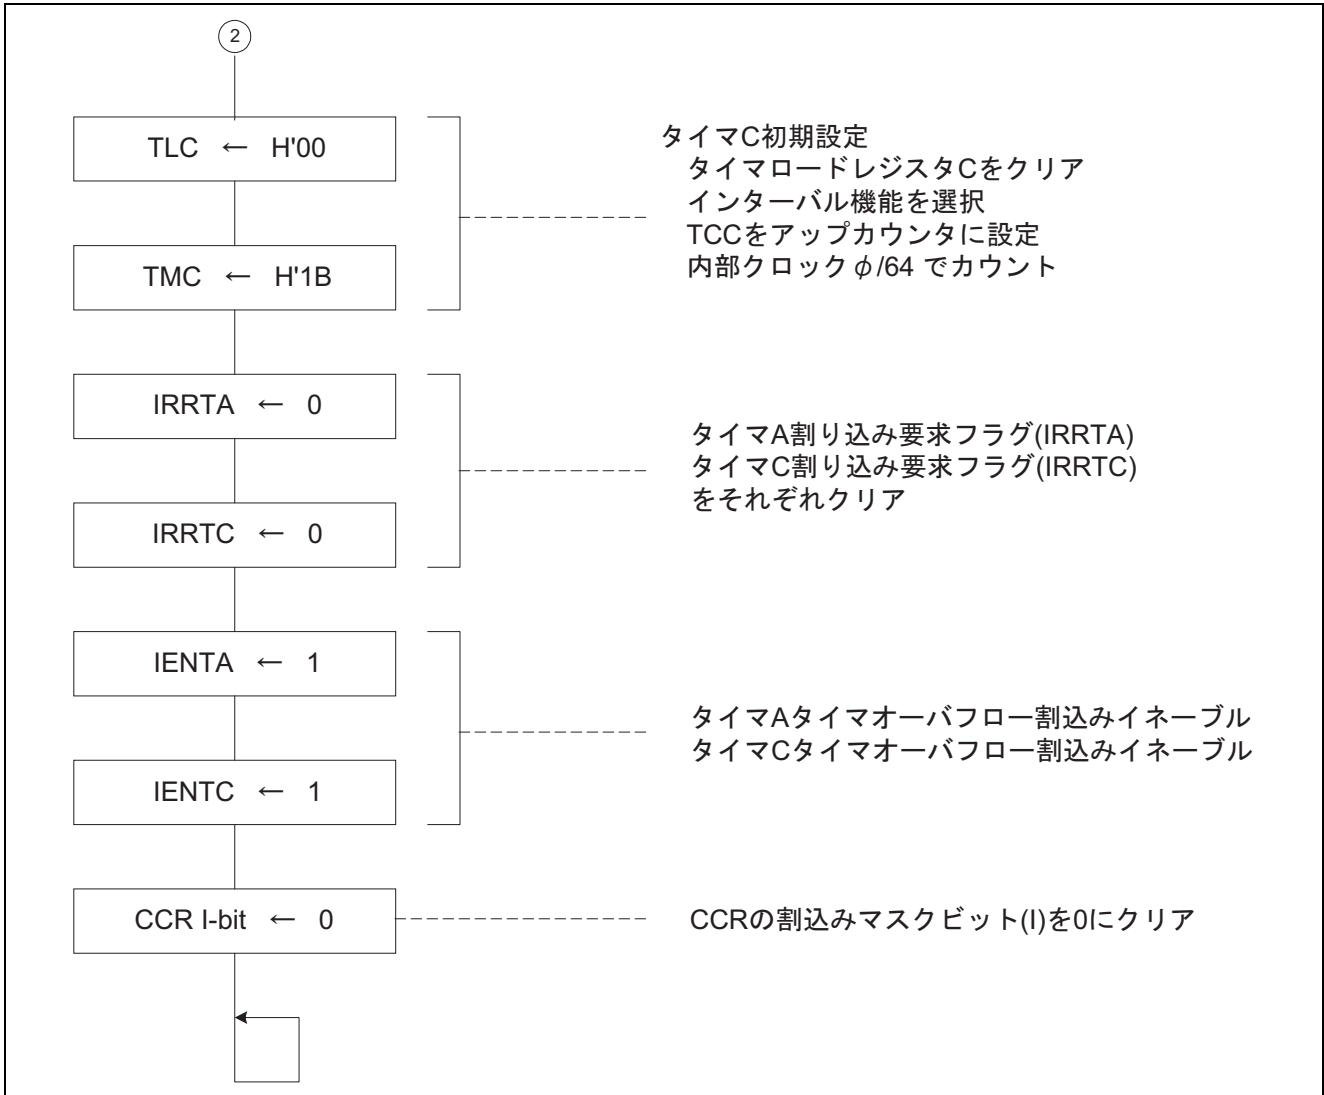 2
TLC ← H'00
TMC ← H'1B
タイマC初期設定
タイマロードレジスタCをクリア
インターバル機能を選択
TCCをアップカウンタに設定
内部クロックφ/64 でカウント
IRRTA ← 0
IRRTC ← 0
タイマA割り込み要求フラグ(IRRTA)
タイマC割り込み要求フラグ(IRRTC)
をそれぞれクリア
IENTA ← 1
IENTC ← 1
タイマAタイマオーバフロー割込みイネーブル
タイマCタイマオーバフロー割込みイネーブル
CCR I-bit ← 0
CCRの割込みマスクビット(I)を0にクリア